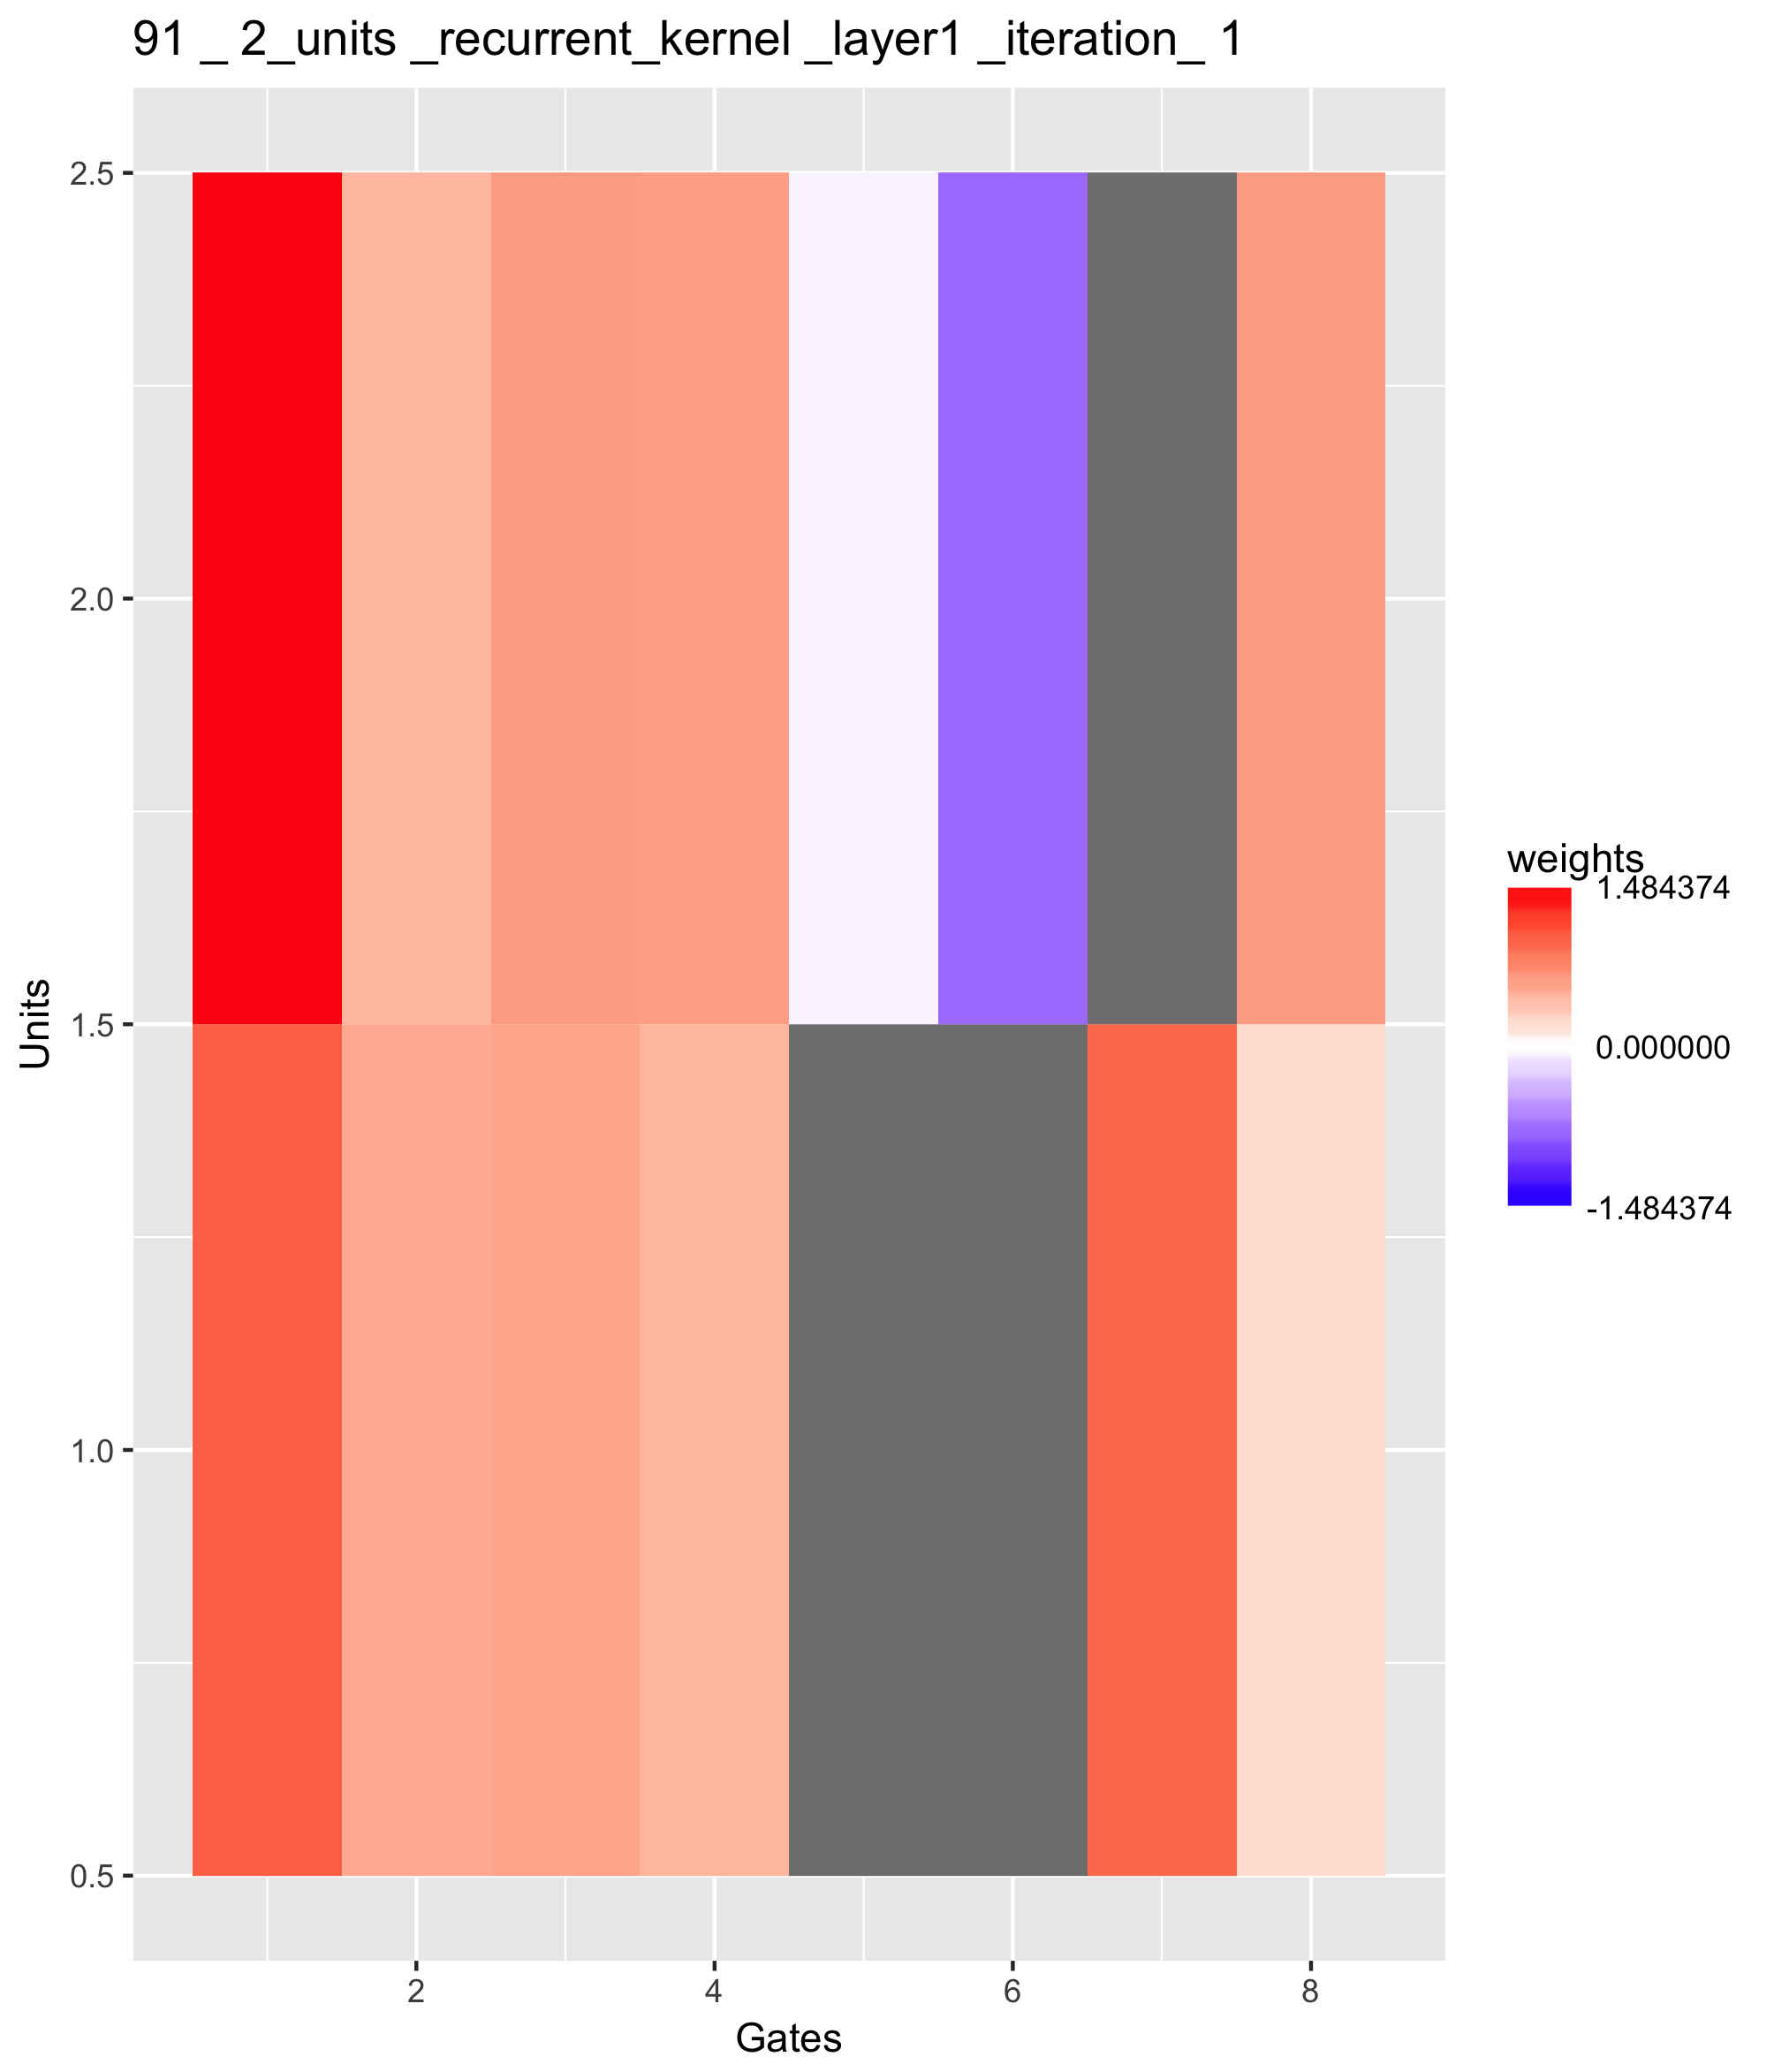 91 _ 2_units _recurrent_kernel _layer1 _iteration_ 1
2.5
2.0
1.5
1.0
0.5
Units
2 4 6 8
Gates
weights
1.484374
0.000000
-1.484374